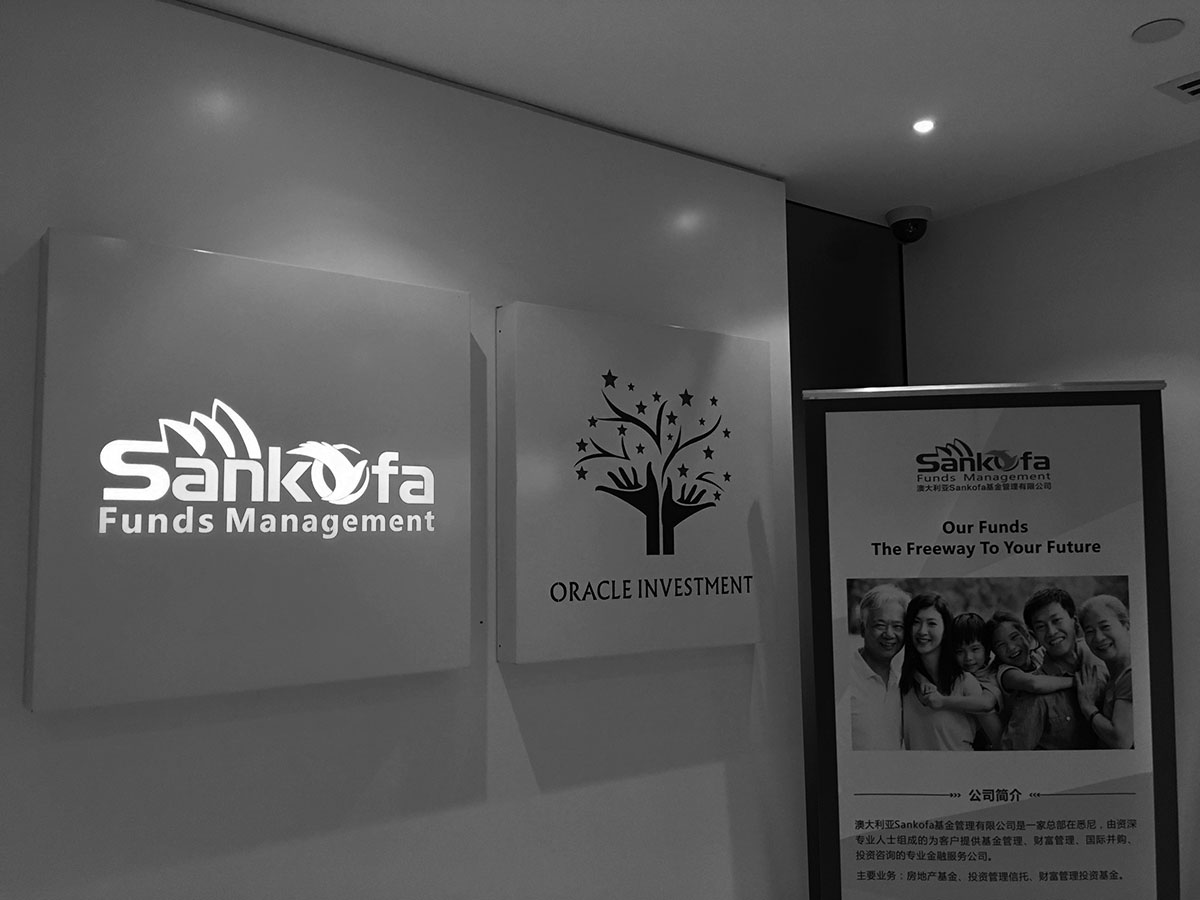 Sankofa
Funds Management
ORACLE INVESTMENT
Sankofa
Funds Management
澳大利亚Sankofa基金管理有限公司
Our Funds
The Freeway To Your Future
公司简介
澳大利亚Sankofa基金管理有限公司是一家总部在悉尼，由资深
专业人士组成的为客户提供基金管理、财富管理、国际并购、
投资咨询的专业金融服务公司。
主要业务：房地产基金、投资管理信托、财富管理投资基金。